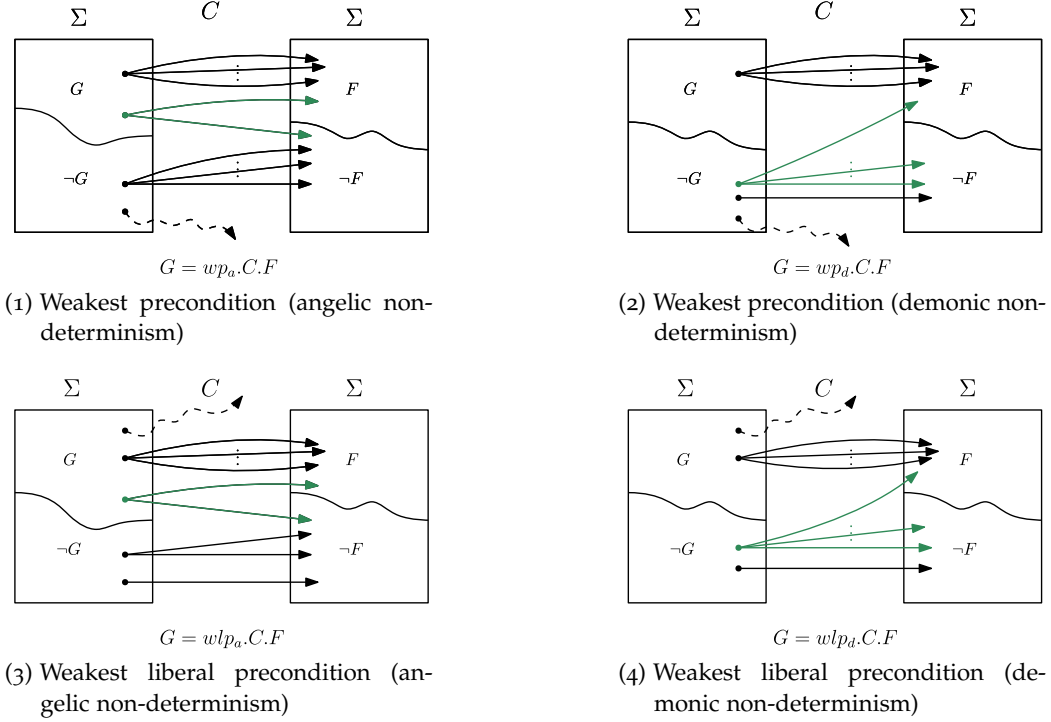 Σ C Σ
G F
¬G ¬F
G = wp_a.C.F
(1) Weakest precondition (angelic non-
determinism)
Σ C Σ
G F
¬G ¬F
G = wp_d.C.F
(2) Weakest precondition (demonic non-
determinism)
Σ C Σ
G F
¬G ¬F
G = wlp_a.C.F
(3) Weakest liberal precondition (an-
gelic non-determinism)
Σ C Σ
G F
¬G ¬F
G = wlp_d.C.F
(4) Weakest liberal precondition (de-
monic non-determinism)